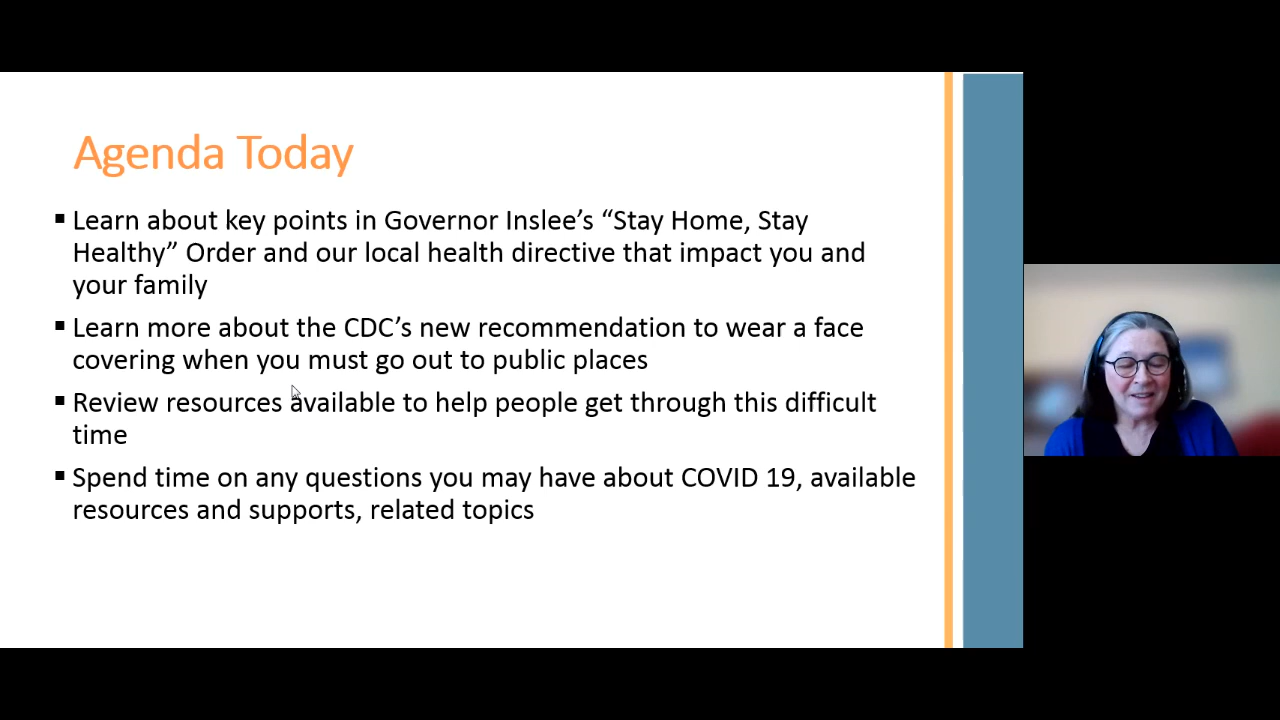 Agenda Today
▪ Learn about key points in Governor Inslee’s “Stay Home, Stay
Healthy” Order and our local health directive that impact you and
your family
▪ Learn more about the CDC’s new recommendation to wear a face
covering when you must go out to public places
▪ Review resources available to help people get through this difficult
time
▪ Spend time on any questions you may have about COVID 19, available
resources and supports, related topics